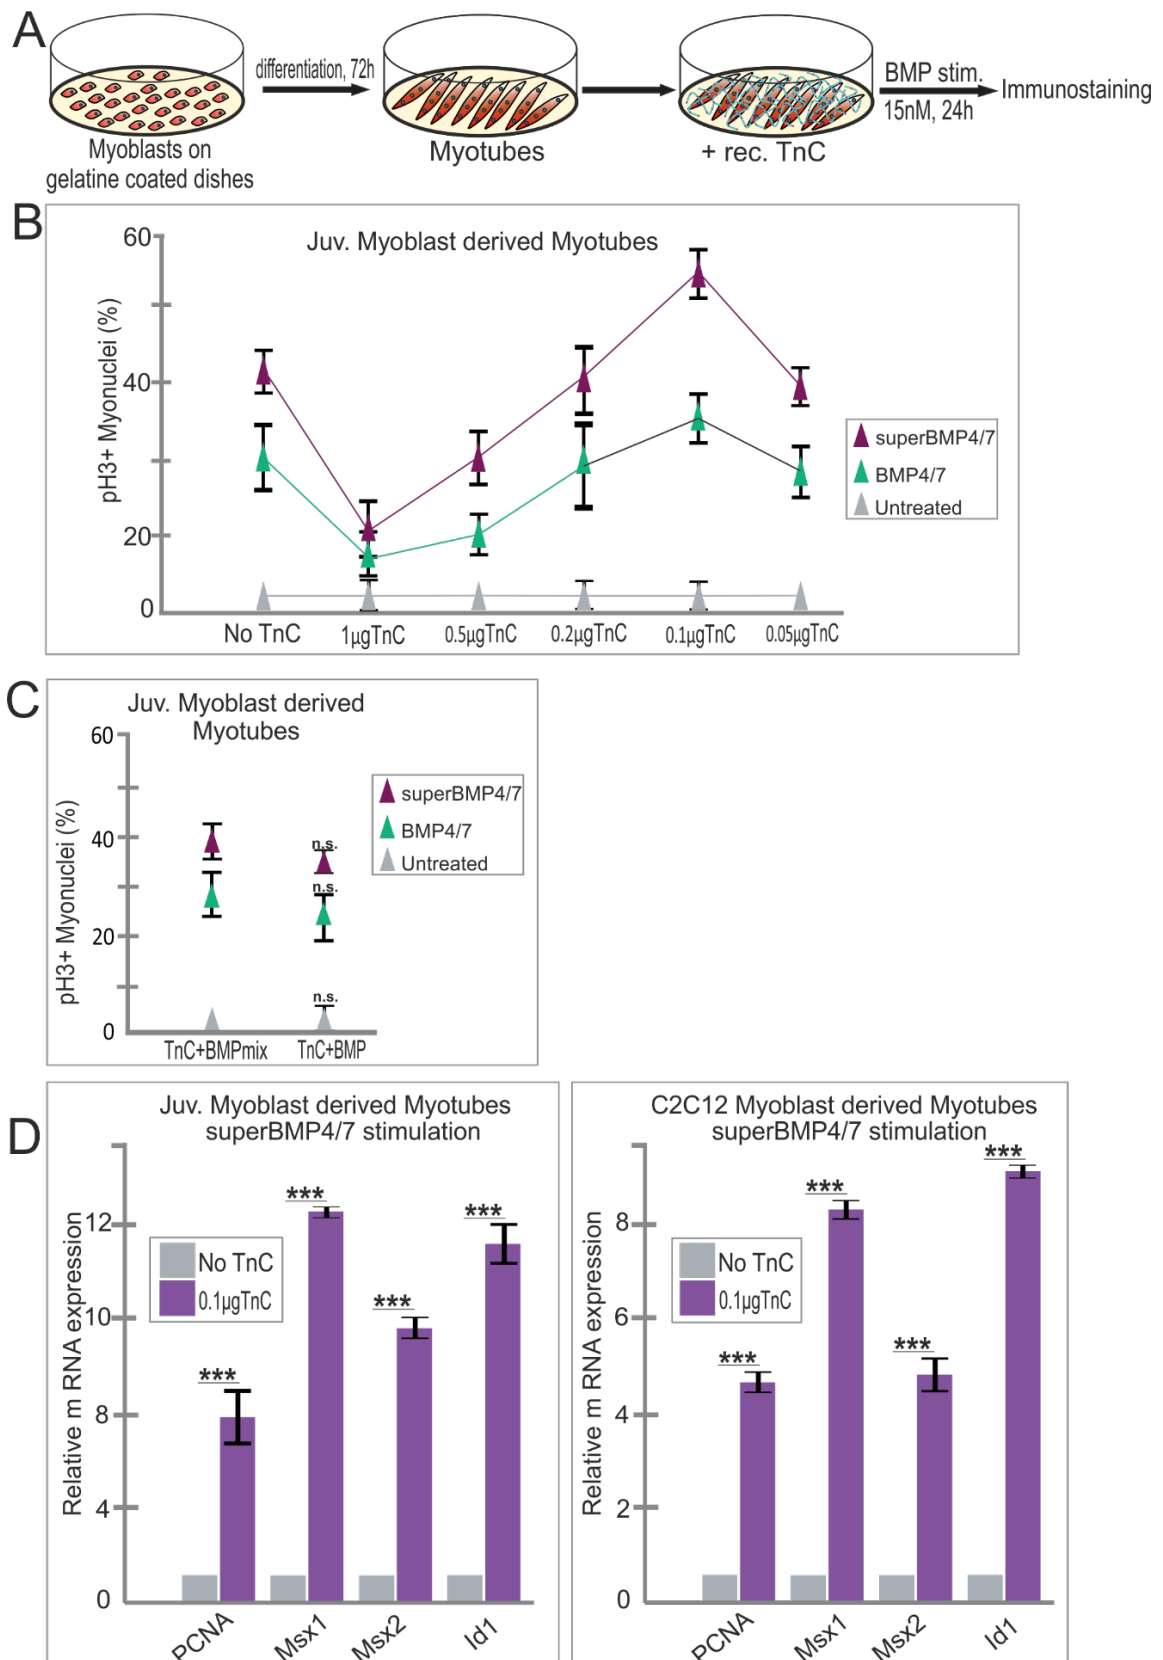 A
differentiation, 72h
BMP stim.
15nM, 24h
Immunostaining
Myoblasts on
gelatine coated dishes
Myotubes
+ rec. TnC
B
Juv. Myoblast derived Myotubes
pH3+ Myonuclei (%)
60
40
20
0
No TnC
1µgTnC
0.5µgTnC
0.2µgTnC
0.1µgTnC
0.05µgTnC
superBMP4/7
BMP4/7
Untreated
C
Juv. Myoblast derived
Myotubes
pH3+ Myonuclei (%)
60
40
20
0
n.s.
n.s.
n.s.
TnC+BMPmix
TnC+BMP
superBMP4/7
BMP4/7
Untreated
D
Juv. Myoblast derived Myotubes
superBMP4/7 stimulation
Relative m RNA expression
12
10
8
4
0
No TnC
0.1µgTnC
***
***
***
***
PCNA
Msx1
Msx2
Id1
C2C12 Myoblast derived Myotubes
superBMP4/7 stimulation
Relative m RNA expression
8
6
4
2
0
No TnC
0.1µgTnC
***
***
***
***
PCNA
Msx1
Msx2
Id1